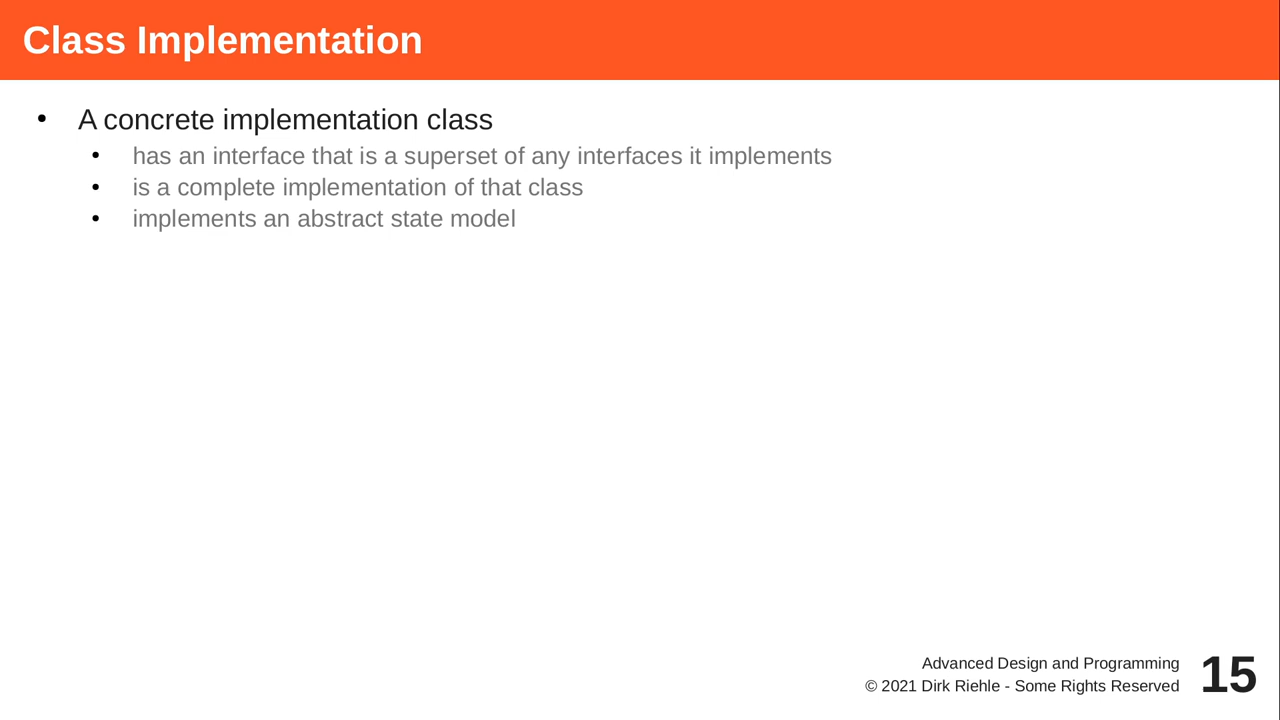 Class Implementation
• A concrete implementation class
• has an interface that is a superset of any interfaces it implements
• is a complete implementation of that class
• implements an abstract state model
Advanced Design and Programming
© 2021 Dirk Riehle - Some Rights Reserved
15